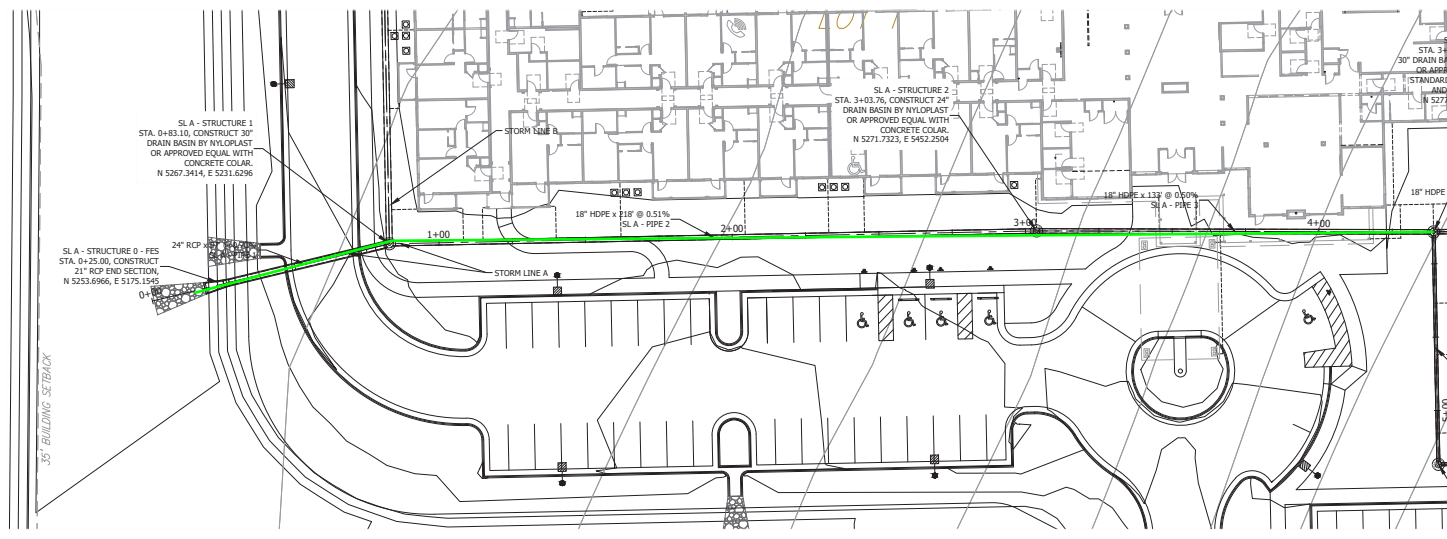 LOT 1
SL A - STRUCTURE 1
STA. 0+83.10, CONSTRUCT 30"
DRAIN BASIN BY NYLOPLAST
OR APPROVED EQUAL WITH
CONCRETE COLAR.
N 5267.3414, E 5231.6296
STORM LINE B
SL A - STRUCTURE 2
STA. 3+03.76, CONSTRUCT 24"
DRAIN BASIN BY NYLOPLAST
OR APPROVED EQUAL WITH
CONCRETE COLAR.
N 5271.7323, E 5452.2504
STA. 3+
30" DRAIN BA
OR APPR
STANDARD
AND
N 5277
18" HDPE x 218' @ 0.51%
SL A - PIPE 2
18" HDPE x 133' @ 0.50%
SL A - PIPE 3
18" HDPE
1+00
2+00
3+00
4+00
SL A - STRUCTURE 0 - FES
STA. 0+25.00, CONSTRUCT
21" RCP END SECTION,
N 5253.6966, E 5175.1545
24" RCP x
STORM LINE A
0+
35' BUILDING SETBACK